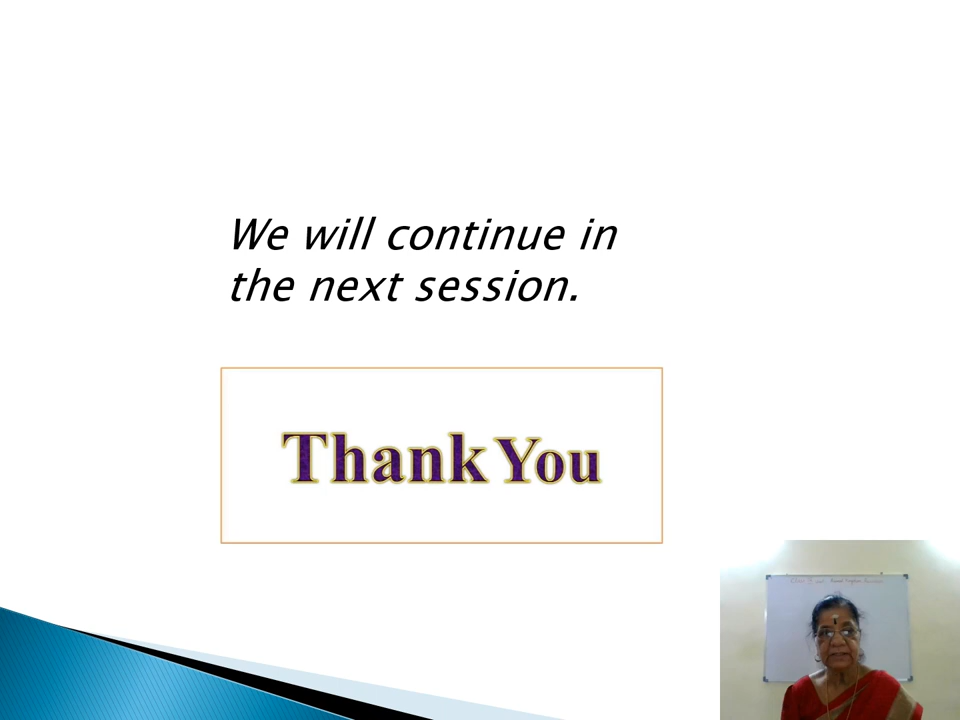 We will continue in
the next session.
Thank You